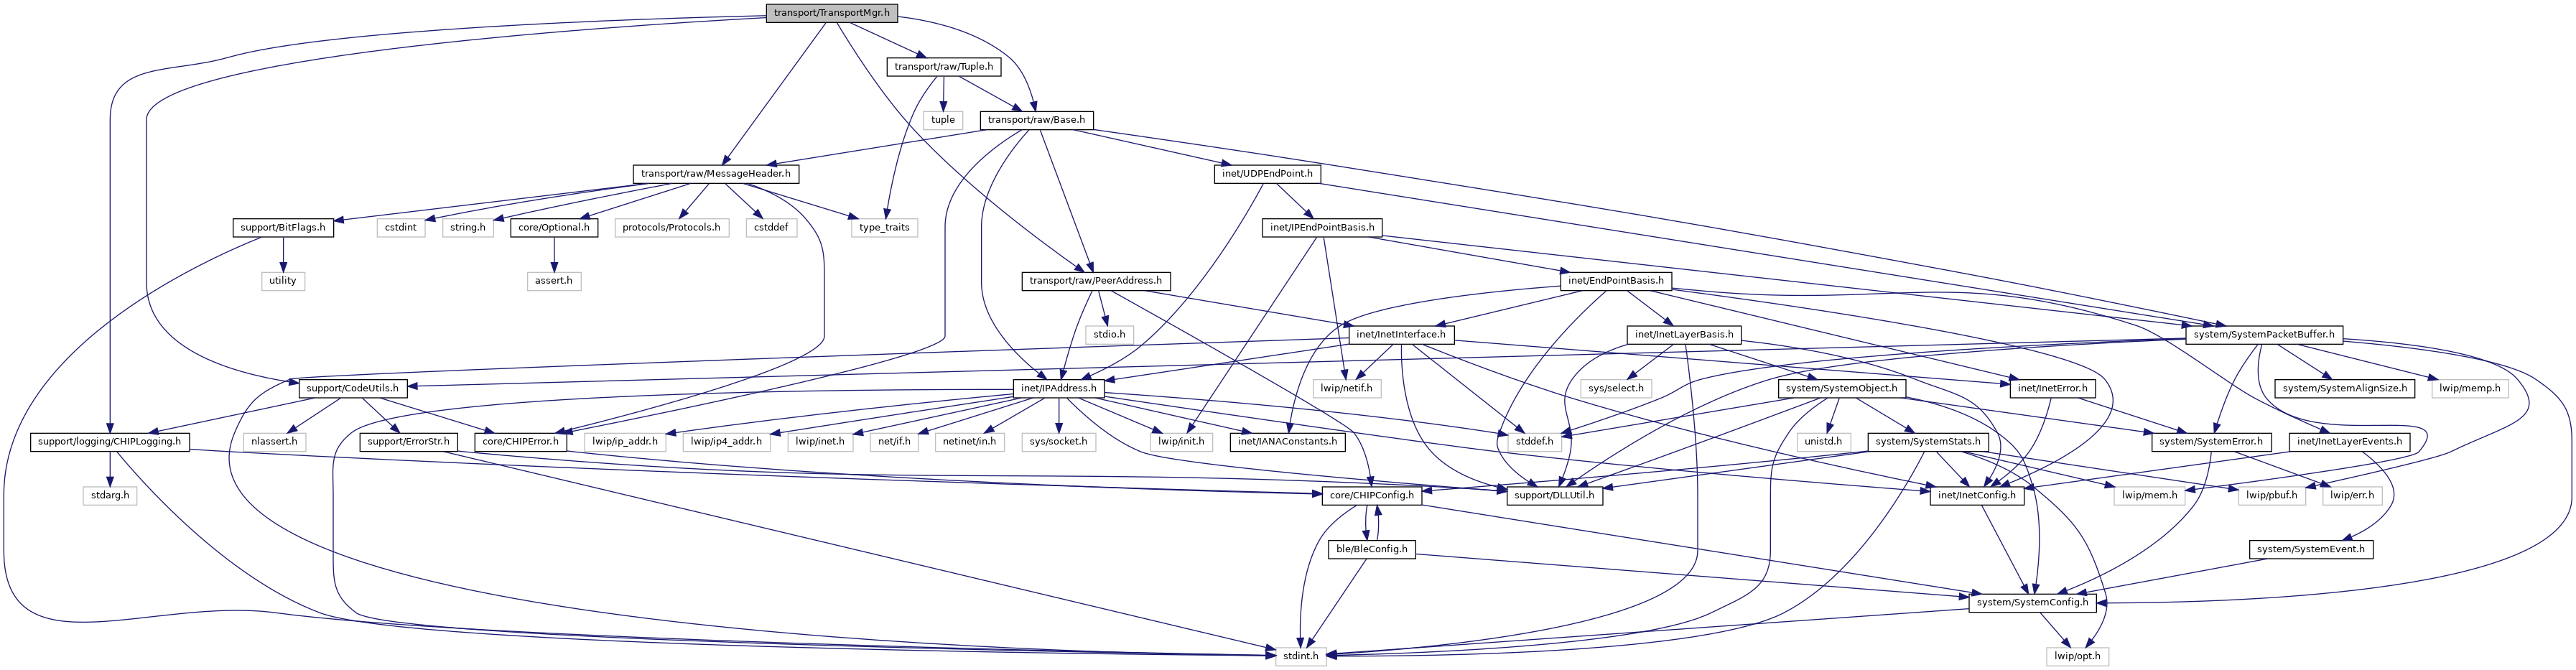 transport/TransportMgr.h
transport/raw/Tuple.h
tuple
transport/raw/Base.h
transport/raw/MessageHeader.h
inet/UDPEndPoint.h
support/BitFlags.h
cstdint
string.h
core/Optional.h
protocols/Protocols.h
cstddef
type_traits
inet/IPEndPointBasis.h
utility
assert.h
transport/raw/PeerAddress.h
inet/EndPointBasis.h
stdio.h
inet/InetInterface.h
inet/InetLayerBasis.h
system/SystemPacketBuffer.h
support/CodeUtils.h
inet/IPAddress.h
lwip/netif.h
sys/select.h
system/SystemObject.h
inet/InetError.h
system/SystemAlignSize.h
lwip/memp.h
support/logging/CHIPLogging.h
nlassert.h
support/ErrorStr.h
core/CHIPError.h
lwip/ip_addr.h
lwip/ip4_addr.h
lwip/inet.h
net/if.h
netinet/in.h
sys/socket.h
lwip/init.h
inet/IANAConstants.h
stddef.h
unistd.h
system/SystemStats.h
system/SystemError.h
inet/InetLayerEvents.h
stdarg.h
core/CHIPConfig.h
support/DLLUtil.h
inet/InetConfig.h
lwip/mem.h
lwip/pbuf.h
lwip/err.h
ble/BleConfig.h
system/SystemEvent.h
system/SystemConfig.h
stdint.h
lwip/opt.h